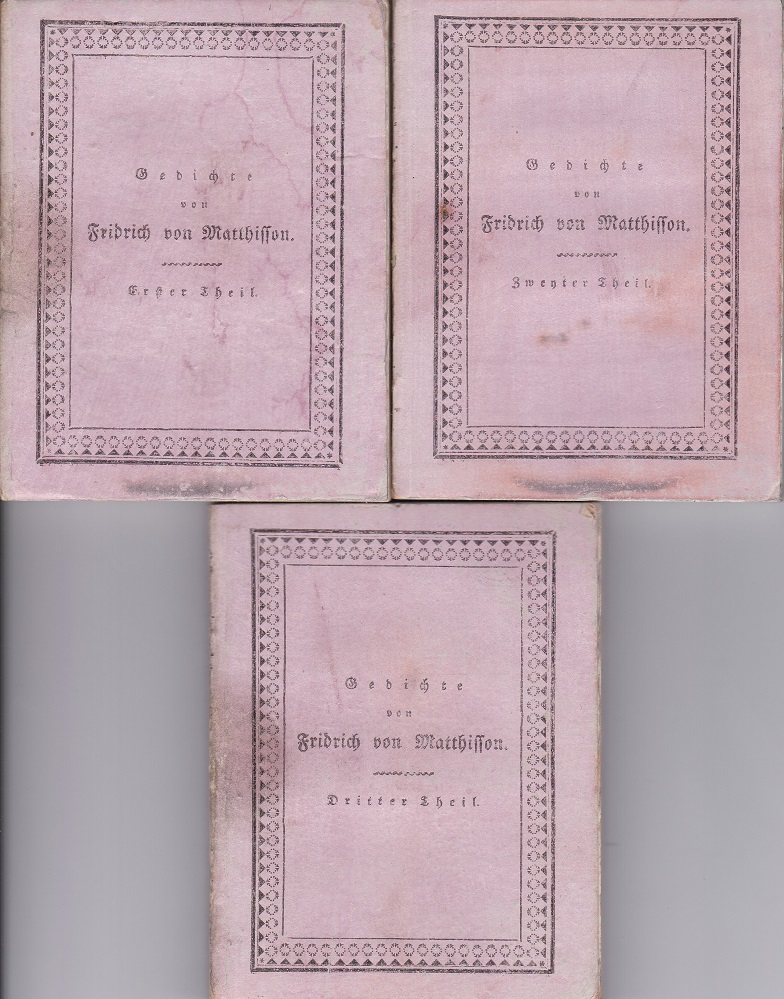 Gedichte
von
Fridrich von Matthisson.
Erster Theil.
Gedichte
von
Fridrich von Matthisson.
Zweyter Theil.
Gedichte
von
Fridrich von Matthisson.
Dritter Theil.